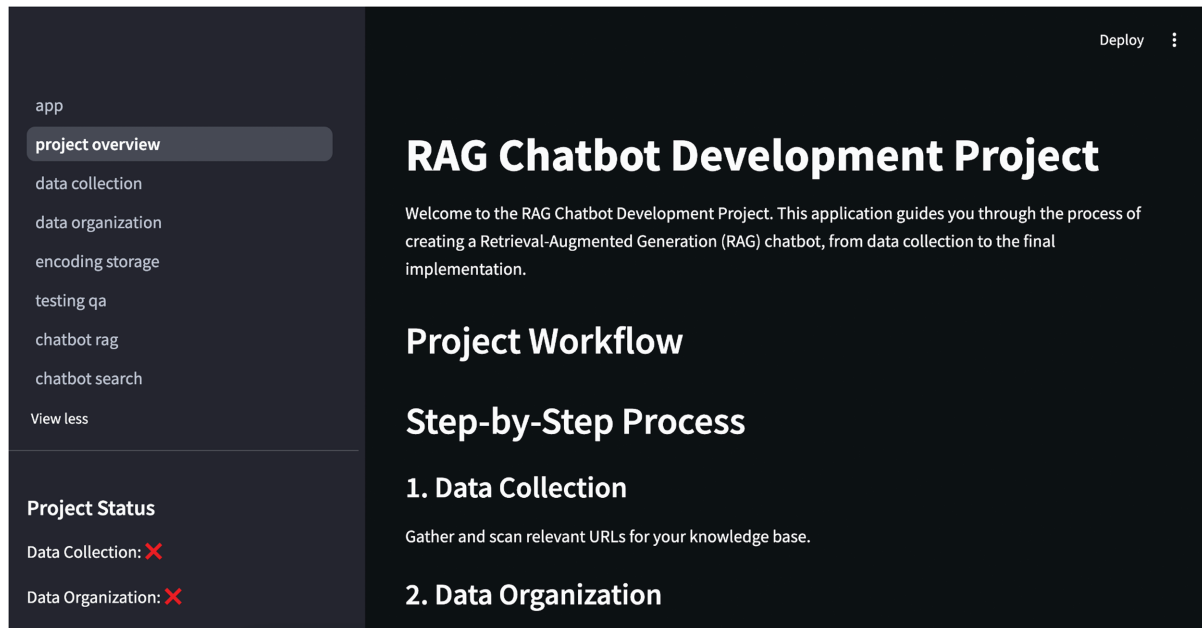 Deploy
app
project overview
data collection
data organization
encoding storage
testing qa
chatbot rag
chatbot search
View less
Project Status
Data Collection: ❌
Data Organization: ❌
RAG Chatbot Development Project
Welcome to the RAG Chatbot Development Project. This application guides you through the process of
creating a Retrieval-Augmented Generation (RAG) chatbot, from data collection to the final
implementation.
Project Workflow
Step-by-Step Process
1. Data Collection
Gather and scan relevant URLs for your knowledge base.
2. Data Organization